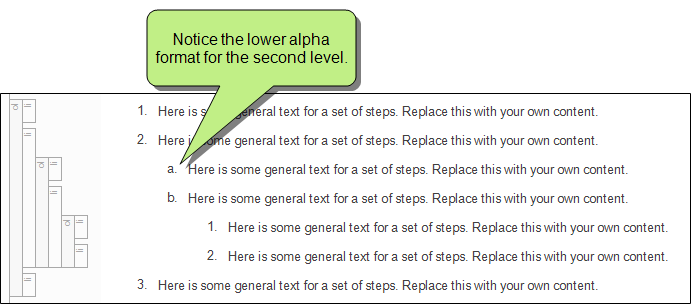 Notice the lower alpha
format for the second level.
1. Here is some general text for a set of steps. Replace this with your own content.
2. Here is some general text for a set of steps. Replace this with your own content.
a. Here is some general text for a set of steps. Replace this with your own content.
b. Here is some general text for a set of steps. Replace this with your own content.
1. Here is some general text for a set of steps. Replace this with your own content.
2. Here is some general text for a set of steps. Replace this with your own content.
3. Here is some general text for a set of steps. Replace this with your own content.